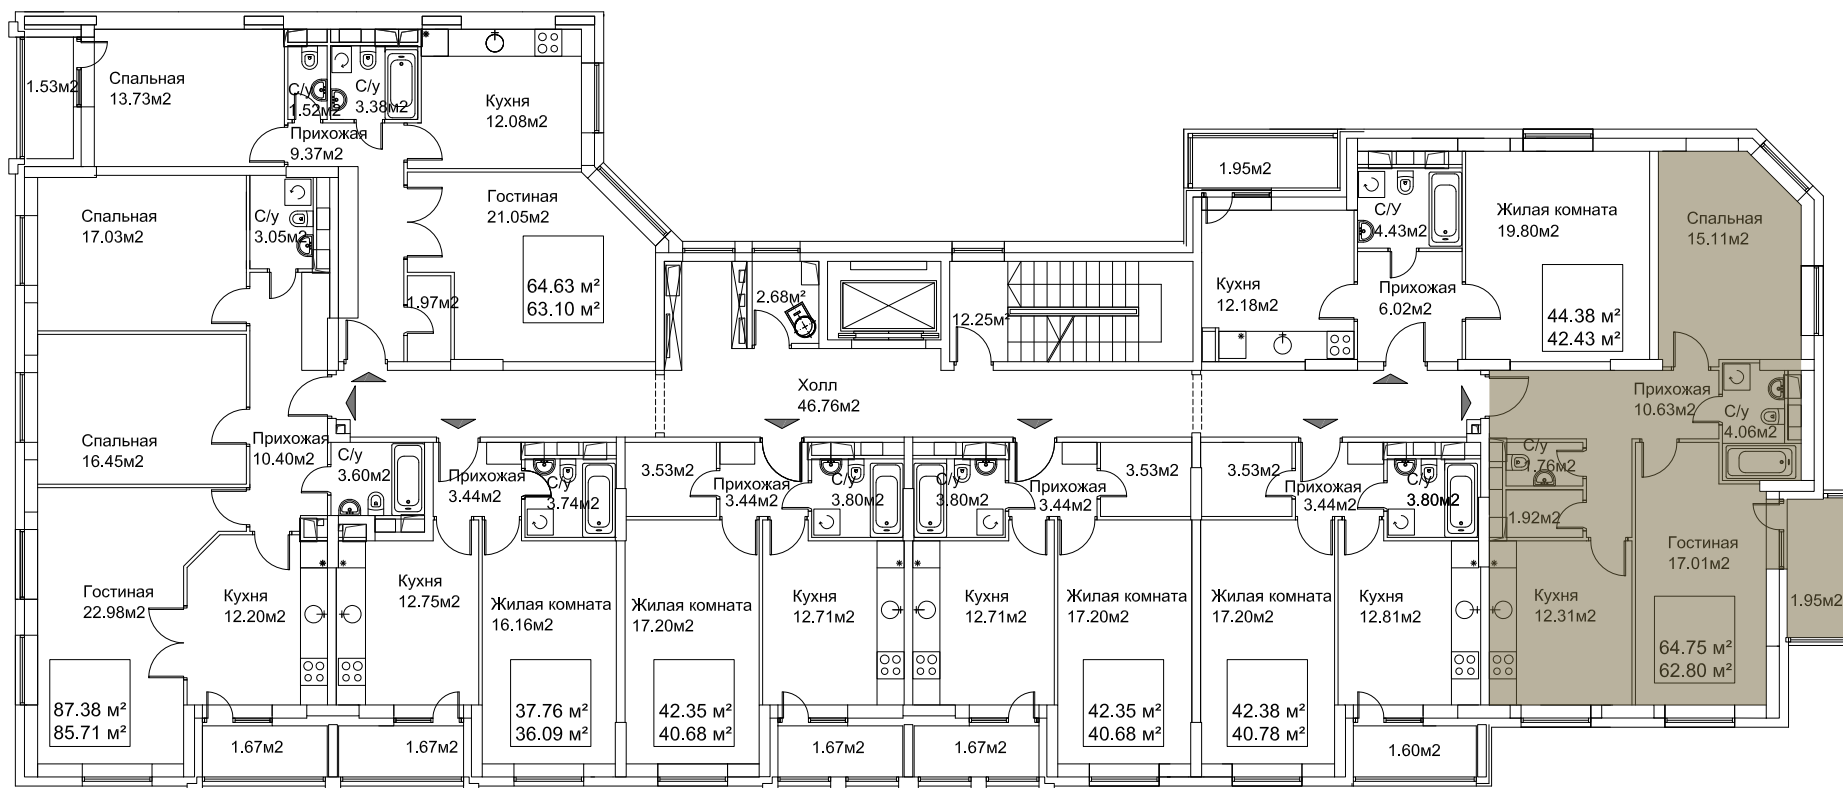 1.53м2
Спальная
13.73м2
С/у
1.52м2
С/у
3.38м2
Прихожая
9.37м2
Кухня
12.08м2
Гостиная
21.05м2
64.63 м²
63.10 м²
1.97м2
Спальная
17.03м2
С/у
3.05м2
Спальная
16.45м2
Прихожая
10.40м2
С/у
3.60м2
Гостиная
22.98м2
Кухня
12.20м2
87.38 м²
85.71 м²
1.67м2
2.68м²
12.25м²
Холл
46.76м2
1.95м2
Кухня
12.18м2
С/У
4.43м2
Прихожая
6.02м2
Жилая комната
19.80м2
44.38 м²
42.43 м²
Спальная
15.11м2
Прихожая
10.63м2
С/у
4.06м2
С/у
1.76м2
1.92м2
Гостиная
17.01м2
Кухня
12.31м2
64.75 м²
62.80 м²
1.95м2
Прихожая
3.44м2
С/у
3.74м2
Кухня
12.75м2
Жилая комната
16.16м2
37.76 м²
36.09 м²
1.67м2
3.53м2
Прихожая
3.44м2
С/у
3.80м2
Жилая комната
17.20м2
Кухня
12.71м2
42.35 м²
40.68 м²
1.67м2
С/у
3.80м2
Прихожая
3.44м2
3.53м2
Кухня
12.71м2
Жилая комната
17.20м2
42.35 м²
40.68 м²
1.67м2
3.53м2
Прихожая
3.44м2
С/у
3.80м2
Жилая комната
17.20м2
Кухня
12.81м2
42.38 м²
40.78 м²
1.60м2